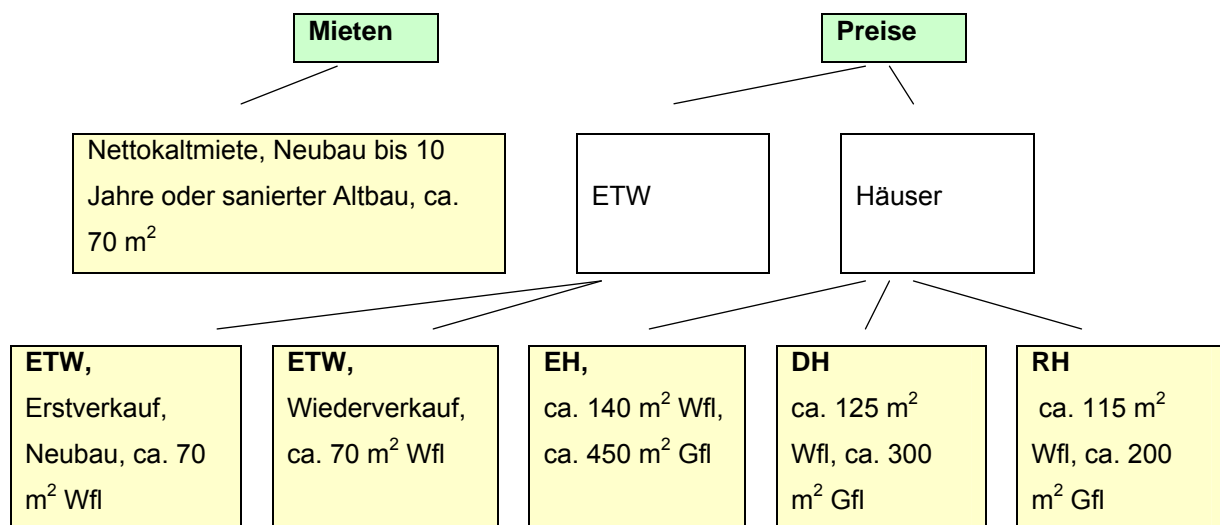 Mieten
Preise
Nettokaltmiete, Neubau bis 10
Jahre oder sanierter Altbau, ca.
70 m²
ETW
Häuser
ETW,
Erstverkauf,
Neubau, ca. 70
m² Wfl
ETW,
Wiederverkauf,
ca. 70 m² Wfl
EH,
ca. 140 m² Wfl,
ca. 450 m² Gfl
DH
ca. 125 m²
Wfl, ca. 300
m² Gfl
RH
ca. 115 m²
Wfl, ca. 200
m² Gfl